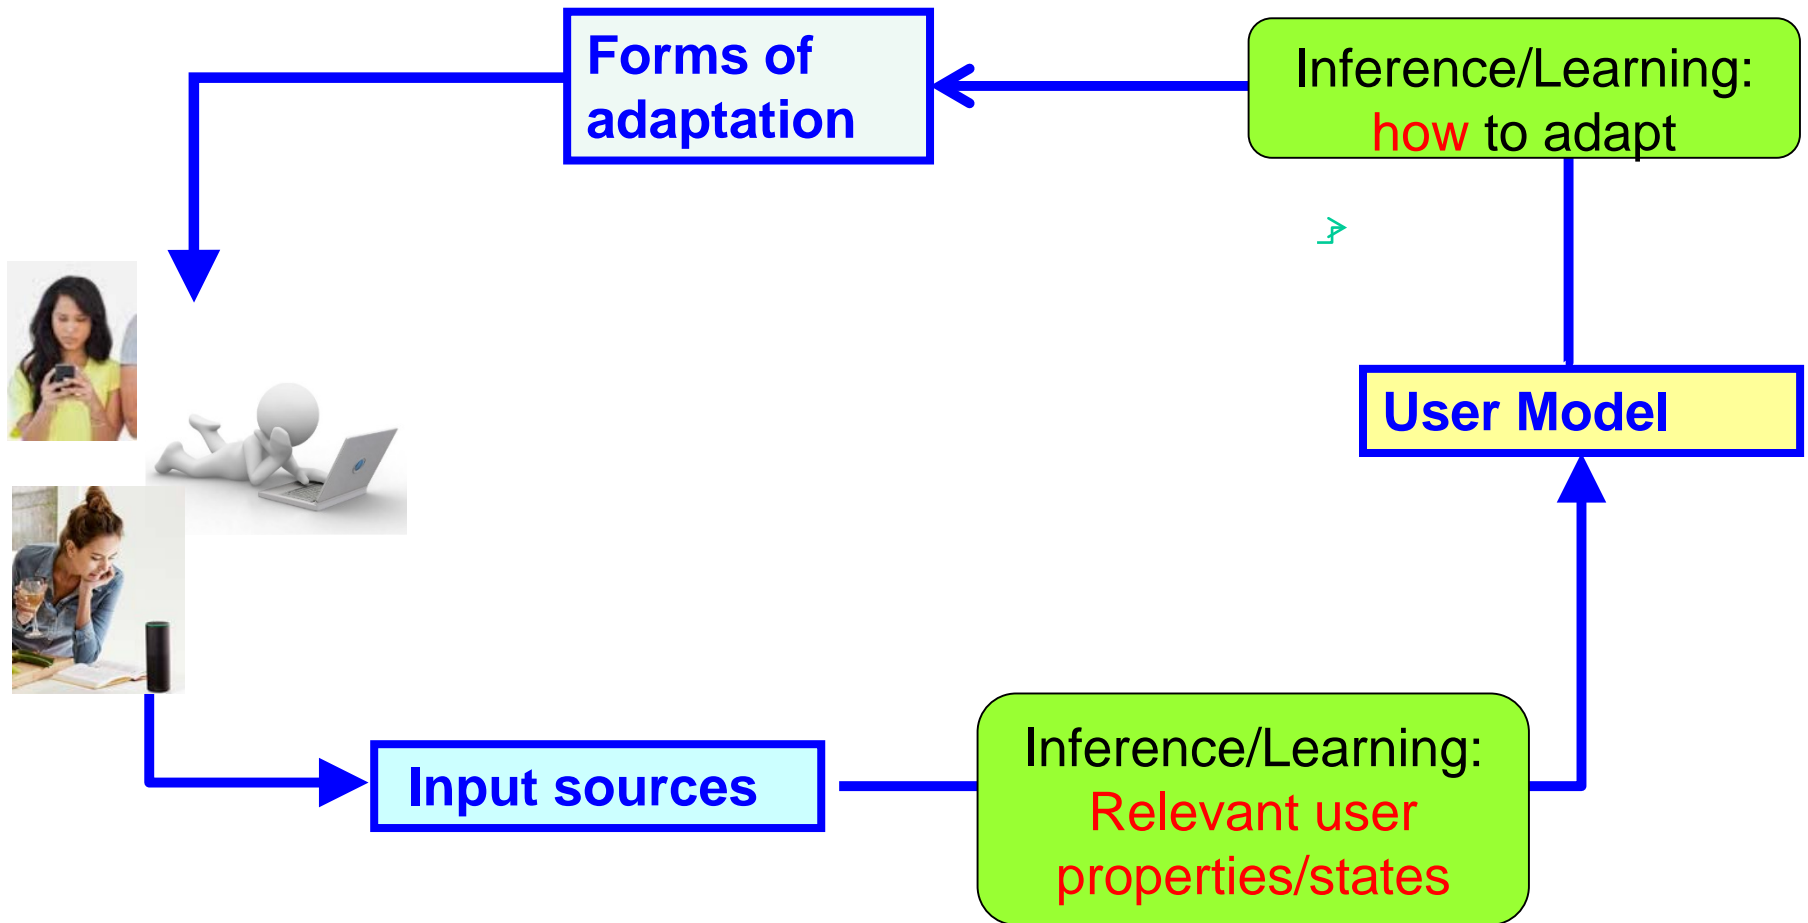 Forms of
adaptation
Inference/Learning:
how to adapt
User Model
Input sources
Inference/Learning:
Relevant user
properties/states